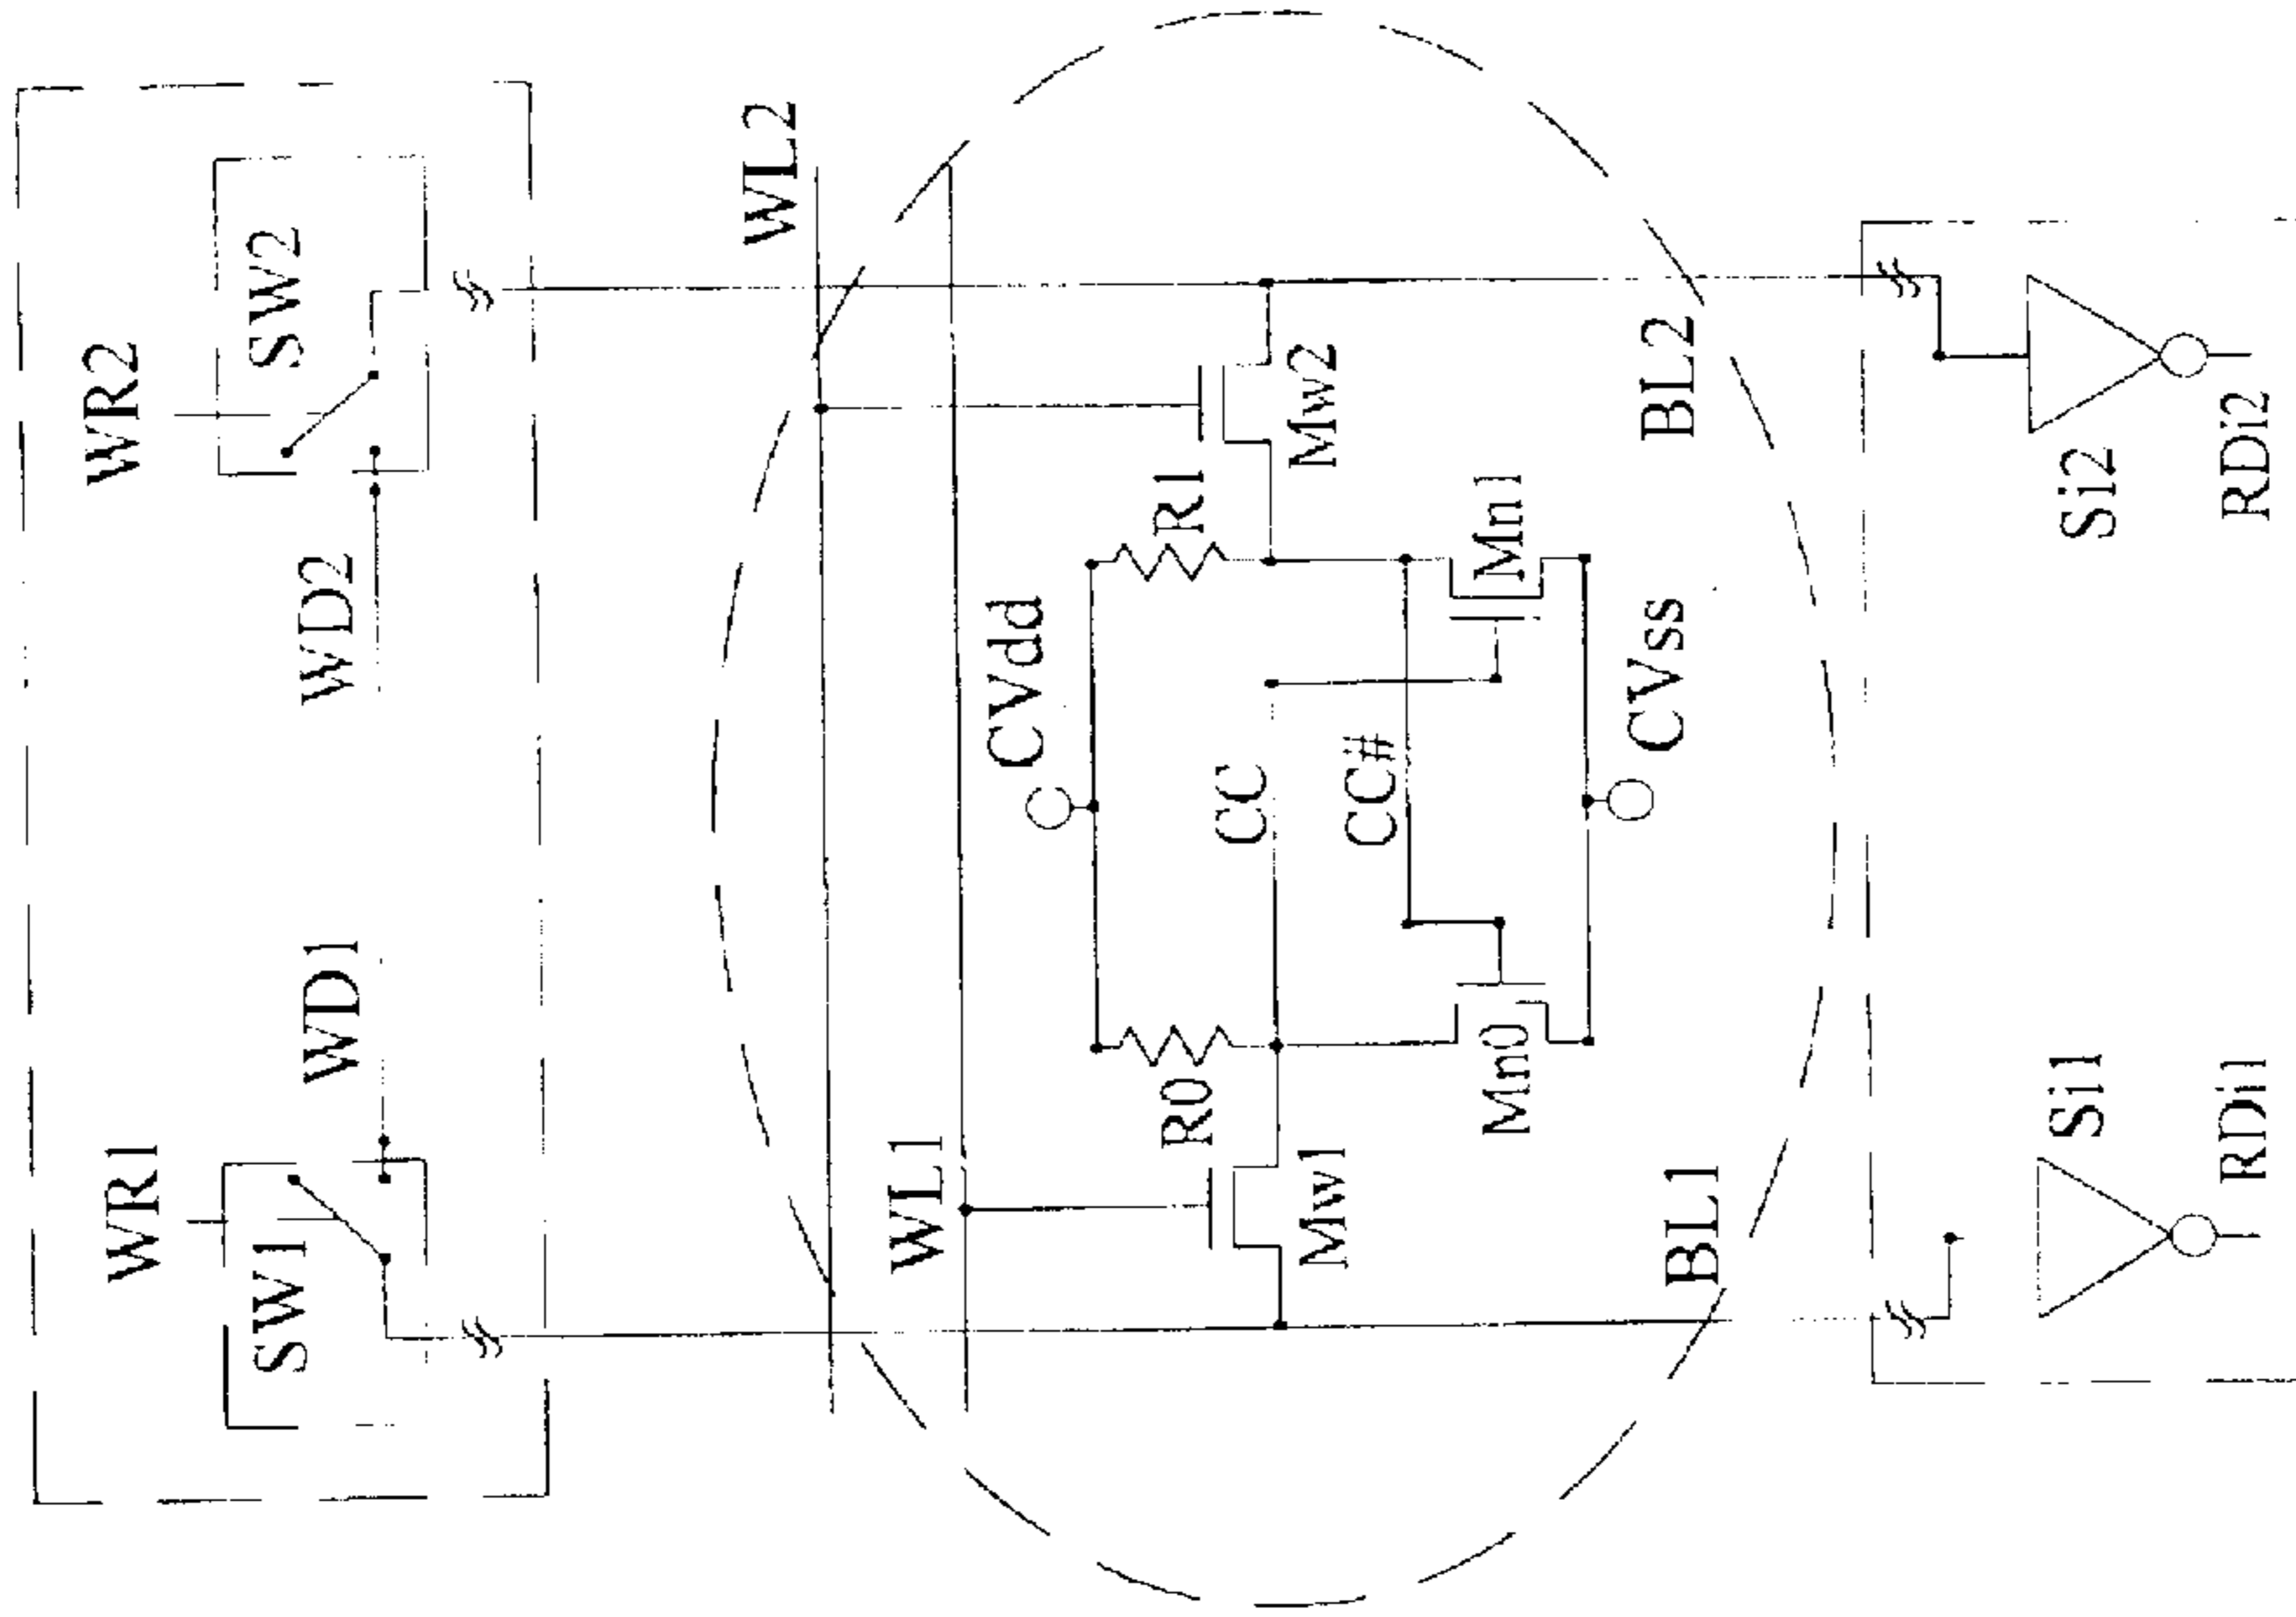 WR1
WR2
SW1
SW2
WD1
WD2
WL2
WL1
CVdd
R0
R1
CC
Mw1
Mw2
CC#
Mn0
Mn1
CVss
BL1
BL2
Si1
Si2
RDi1
RDi2